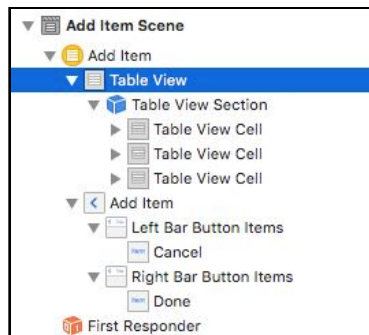 Add Item Scene
Add Item
Table View
Table View Section
Table View Cell
Table View Cell
Table View Cell
Add Item
Left Bar Button Items
Cancel
Right Bar Button Items
Done
First Responder